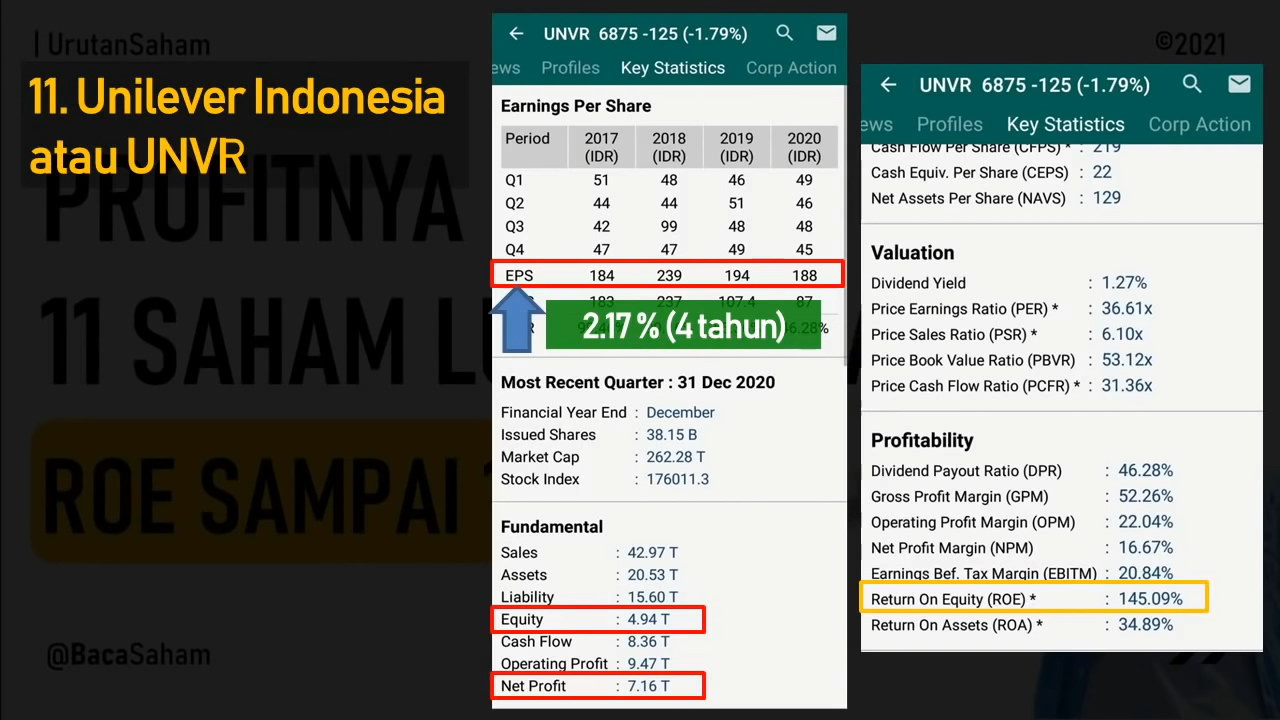 | UrutanSaham
©2021
11. Unilever Indonesia
atau UNVR
PROFITNYA
11 SAHAM
ROE SAMPAI
@BacaSaham
UNVR 6875 -125 (-1.79%)
ews Profiles Key Statistics Corp Action
Earnings Per Share
Period 2017 (IDR) 2018 (IDR) 2019 (IDR) 2020 (IDR)
Q1 51 48 46 49
Q2 44 44 51 46
Q3 42 99 48 48
Q4 47 47 49 45
EPS 184 239 194 188
183 237 107.4 87
2.17 % (4 tahun)
Most Recent Quarter : 31 Dec 2020
Financial Year End : December
Issued Shares : 38.15 B
Market Cap : 262.28 T
Stock Index : 176011.3
Fundamental
Sales : 42.97 T
Assets : 20.53 T
Liability : 15.60 T
Equity : 4.94 T
Cash Flow : 8.36 T
Operating Profit : 9.47 T
Net Profit : 7.16 T
UNVR 6875 -125 (-1.79%)
ews Profiles Key Statistics Corp Action
Cash Flow Per Share (CFPS) * : 219
Cash Equiv. Per Share (CEPS) : 22
Net Assets Per Share (NAVS) : 129
Valuation
Dividend Yield : 1.27%
Price Earnings Ratio (PER) * : 36.61x
Price Sales Ratio (PSR) * : 6.10x
Price Book Value Ratio (PBVR) : 53.12x
Price Cash Flow Ratio (PCFR) * : 31.36x
Profitability
Dividend Payout Ratio (DPR) : 46.28%
Gross Profit Margin (GPM) : 52.26%
Operating Profit Margin (OPM) : 22.04%
Net Profit Margin (NPM) : 16.67%
Earnings Bef. Tax Margin (EBITM) : 20.84%
Return On Equity (ROE) * : 145.09%
Return On Assets (ROA) * : 34.89%